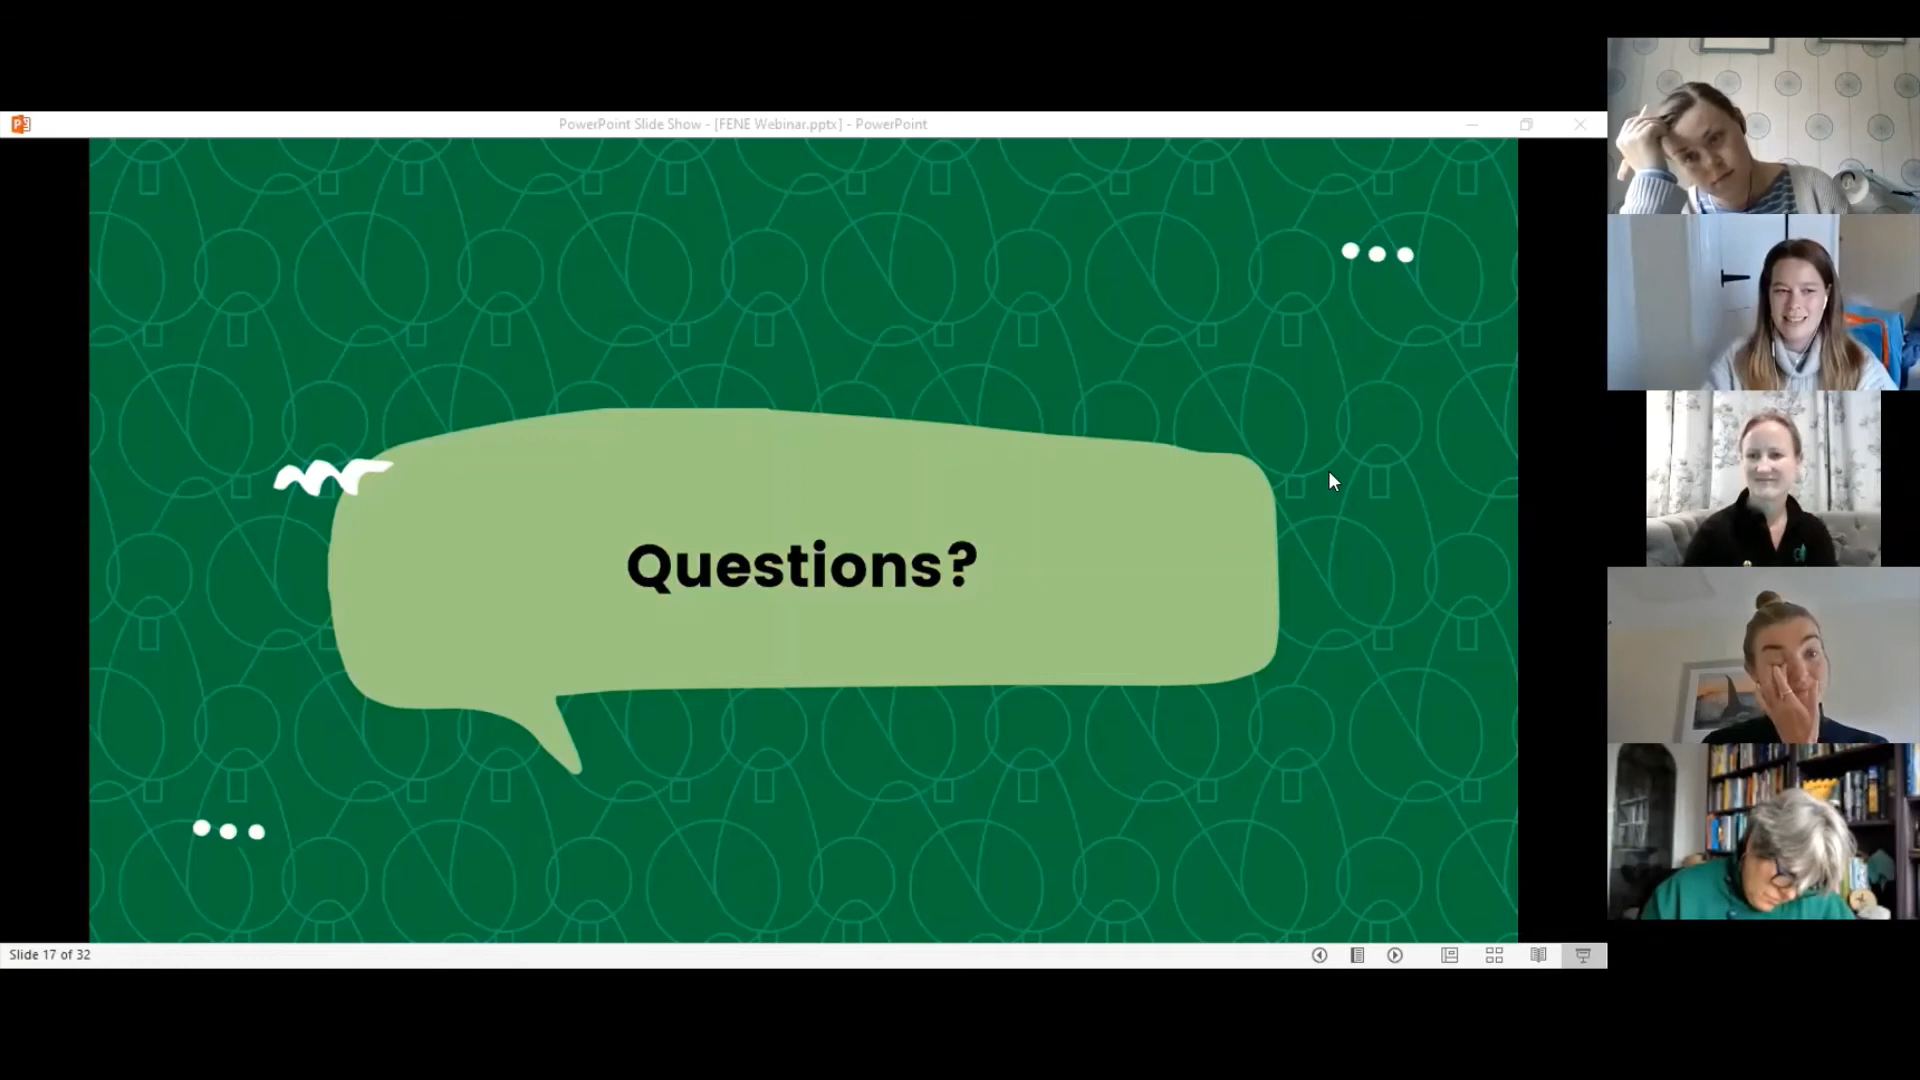 PowerPoint Slide Show - [FENE Webinar.pptx] - PowerPoint
Questions?
Slide 17 of 32